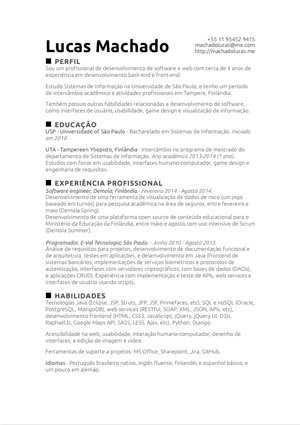 Lucas Machado
+55 11 95452 9415
machadolucas@me.com
http://machadolucas.me
PERFIL
Sou um profissional de desenvolvimento de software e web com cerca de 4 anos de
experiência em desenvolvimento back-end e front-end.
Estudo Sistemas de Informação na Universidade de São Paulo, e tenho um período
de intercâmbio acadêmico e atividades profissionais em Tampere, Finlândia.
Também possuo outras habilidades relacionadas a desenvolvimento de software,
como interfaces de usuário, usabilidade, game design e visualização de informação.
EDUCAÇÃO
USP - Universidade of São Paulo - Bacharelado em Sistemas de Informação. Iniciado
em 2010.
UTA - Tampereen Yliopisto, Finlândia - Intercâmbio no programa de mestrado do
departamento de Sistemas de Informação. Ano acadêmico 2013-2014 (1 ano).
Estudos com focos em usabilidade, interfaces humano-computador, game design e
engenharia de requisitos.
EXPERIÊNCIA PROFISSIONAL
Software engineer, Demola; Finlândia.- Fevereiro 2014 - Agosto 2014.
Desenvolvimento de uma ferramenta de visualização de dados de risco (um jogo
baseado em turnos) para pesquisa acadêmica na área de seguros, entre fevereiro e
maio (Demola Spring).
Desenvolvimento de uma plataforma open source de conteúdo educacional para o
Ministério da Educação da Finlândia, entre maio e agosto com uso intensivo de Scrum
(Demola Summer).
Programador, E-Val Tecnologia; São Paulo. - Junho 2010 - Agosto 2013.
Análise de requisitos para projetos, desenvolvimento de documentação funcional e
de arquitetura, testes em aplicações, e desenvolvimento em Java (frontend de
sistemas bancários; implementações de serviços biométricos e protocolos de
autenticação, interfaces com servidores criptográficos, com bases de dados (DAOs),
e aplicações CRUD). Experiência com implementação e teste de APIs, web services e
interfaces de usuário usando scripts.
HABILIDADES
Tecnologias Java (Eclipse, JSP, Struts, JPP, JSF, Primefaces, etc), SQL e noSQL (Oracle,
PostgreSQL, MongoDB), web services (RESTful, SOAP, XML, JSON, APIs, etc),
desenvolvimento frontend (HTML, CSS3, JavaScript, jQuery, jQuery UI, D3js,
RaphaelJs, Google Maps API, SASS, LESS, Ajax, etc). Python, Django.
Acessibilidade na web, usabilidade, interação humano-computador, desenho de
interfaces, e edição de imagem e vídeo.
Ferramentas de suporte a projetos: MS Office, Sharepoint, Jira, GitHub.
Idiomas - Português brasileiro nativo, inglês fluente, finlandês e espanhol básico, e
um pouco em alemão.